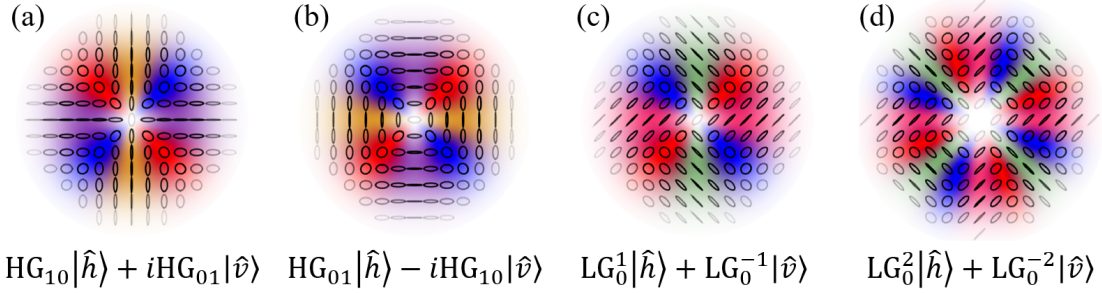 (a) (b) (c) (d)
HG₁₀|ĥ⟩ + iHG₀₁|v̂⟩ HG₀₁|ĥ⟩ − iHG₁₀|v̂⟩ LG₀¹|ĥ⟩ + LG₀⁻¹|v̂⟩ LG₀²|ĥ⟩ + LG₀⁻²|v̂⟩